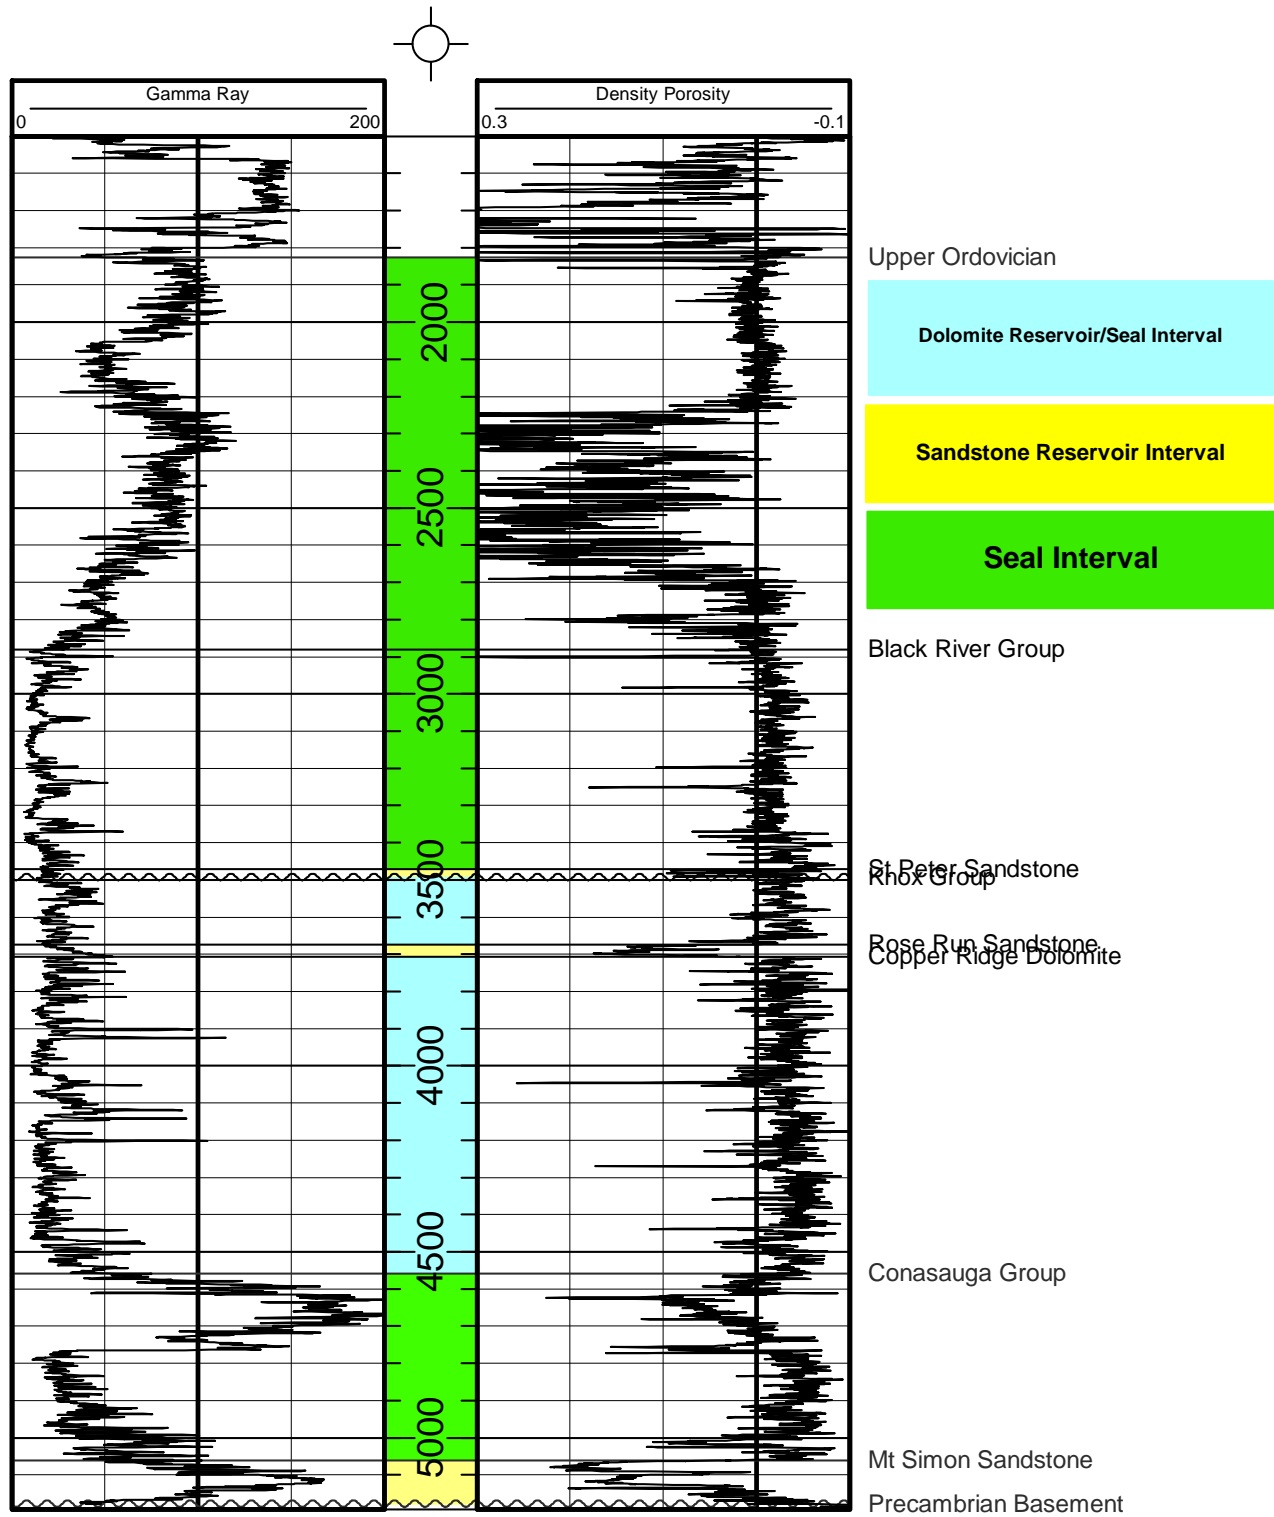 Gamma Ray
0 200
Density Porosity
0.3 -0.1
Upper Ordovician
Dolomite Reservoir/Seal Interval
Sandstone Reservoir Interval
Seal Interval
Black River Group
St Peter Sandstone
Knox Group
Rose Run Sandstone
Copper Ridge Dolomite
Conasauga Group
Mt Simon Sandstone
Precambrian Basement
2000
2500
3000
3500
4000
4500
5000